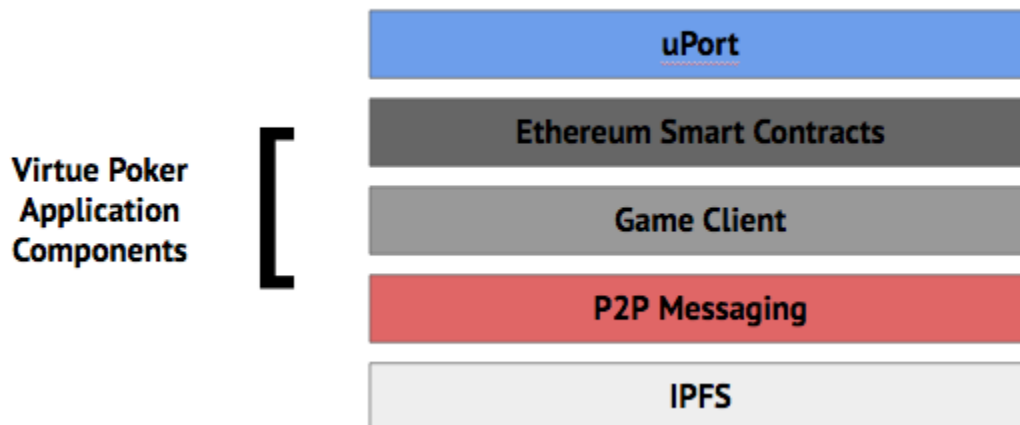 uPort
Ethereum Smart Contracts
Virtue Poker
Application
Components
Game Client
P2P Messaging
IPFS